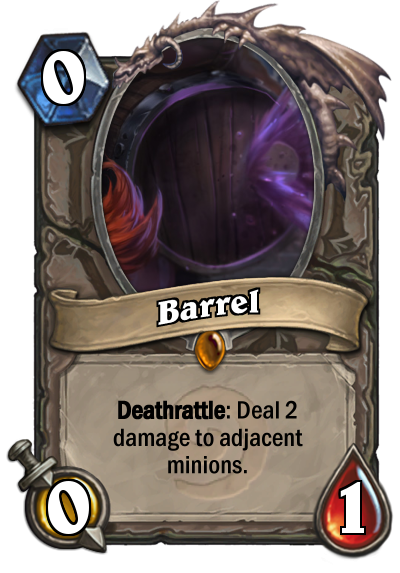 0
Barrel
Deathrattle: Deal 2
damage to adjacent
minions.
0
1